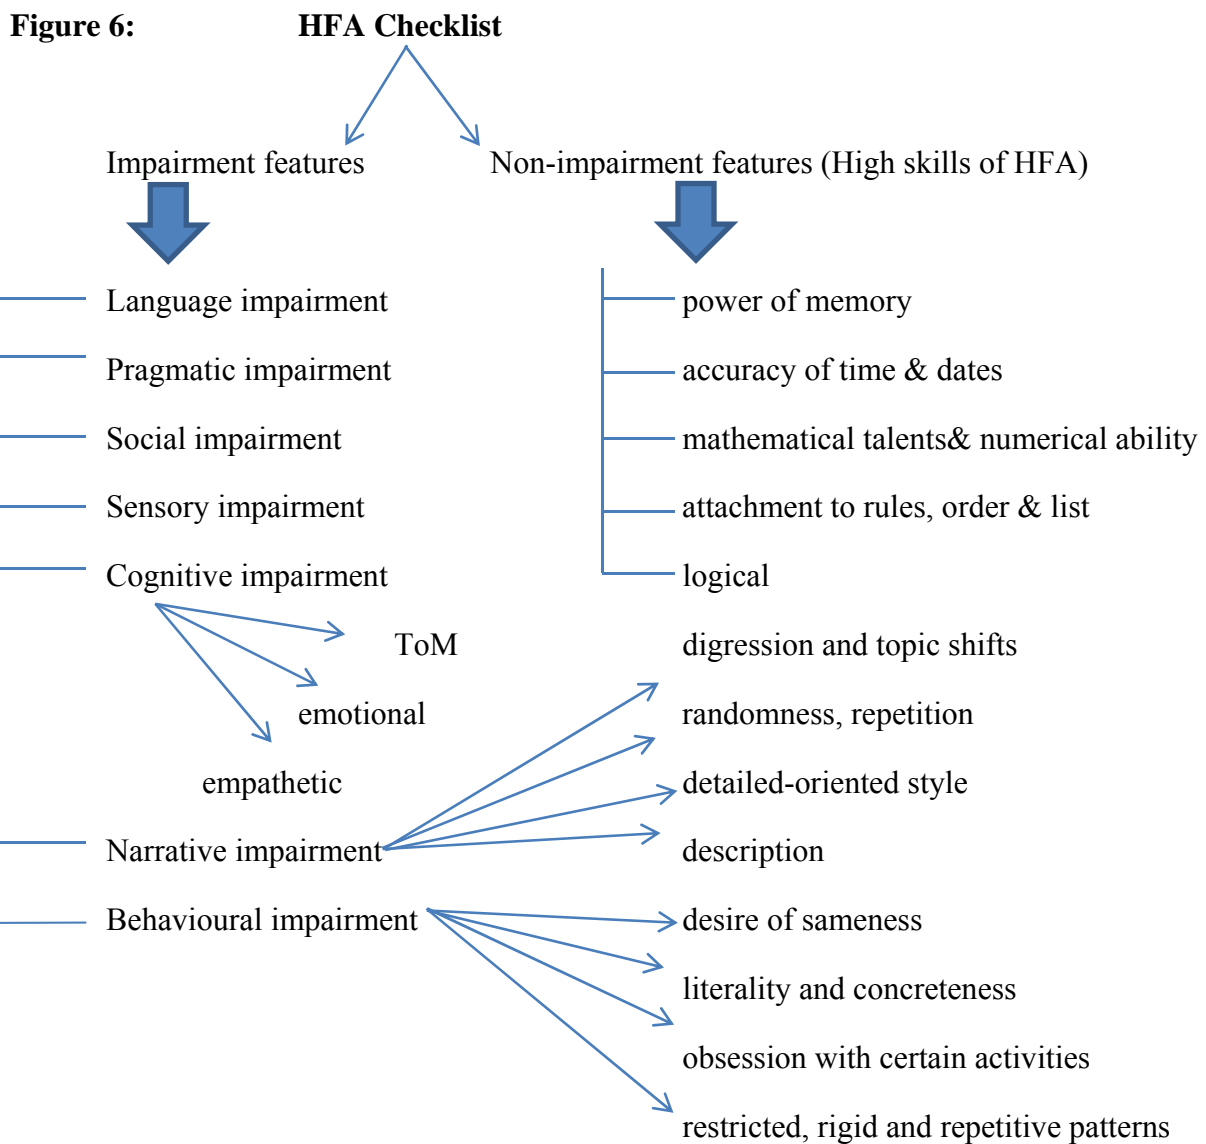 Figure 6: HFA Checklist
Impairment features Non-impairment features (High skills of HFA)
Language impairment power of memory
Pragmatic impairment accuracy of time & dates
Social impairment mathematical talents& numerical ability
Sensory impairment attachment to rules, order & list
Cognitive impairment logical
ToM digression and topic shifts
emotional randomness, repetition
empathetic detailed-oriented style
Narrative impairment description
Behavioural impairment desire of sameness
literality and concreteness
obsession with certain activities
restricted, rigid and repetitive patterns